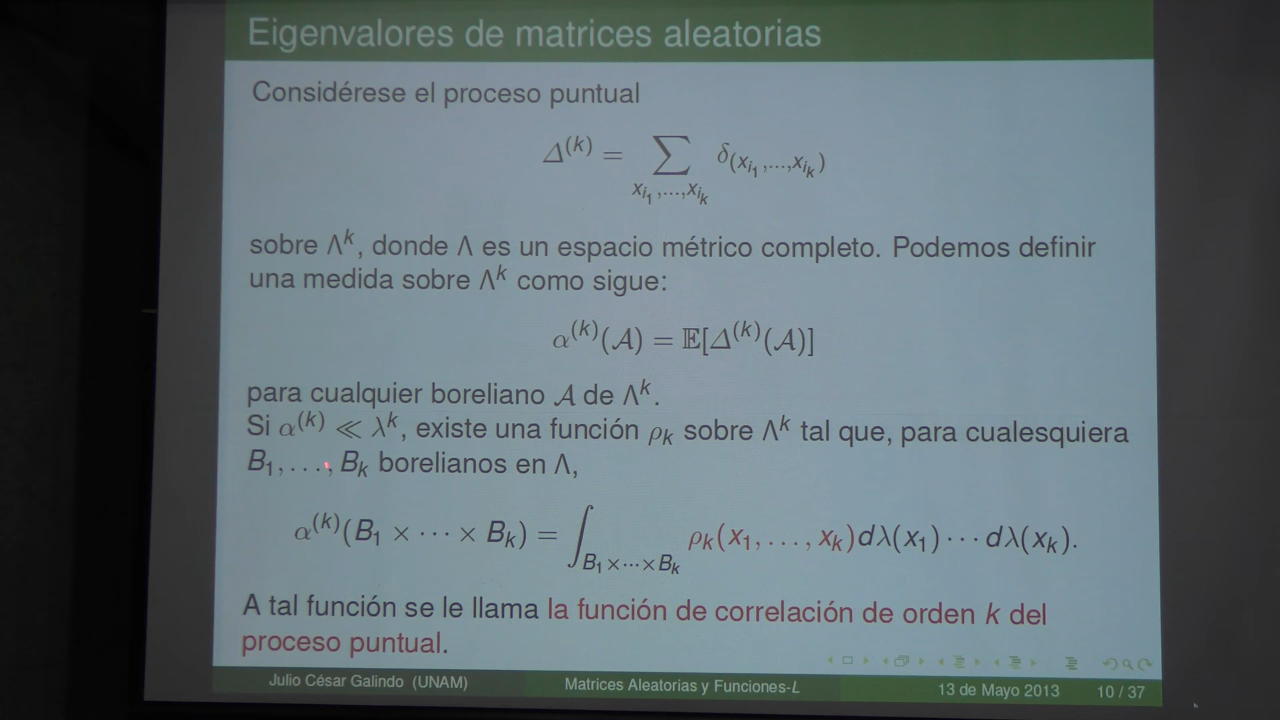 Eigenvalores de matrices aleatorias
Considérese el proceso puntual
Δ^(k) = ∑_{x_{i_1},...,x_{i_k}} δ_{(x_{i_1},...,x_{i_k})}
sobre Λ^k, donde Λ es un espacio métrico completo. Podemos definir
una medida sobre Λ^k como sigue:
α^(k)(𝒜) = 𝔼[Δ^(k)(𝒜)]
para cualquier boreliano 𝒜 de Λ^k.
Si α^(k) ≪ λ^k, existe una función ρ_k sobre Λ^k tal que, para cualesquiera
B_1, ..., B_k borelianos en Λ,
α^(k)(B_1 × ⋯ × B_k) = ∫_{B_1×⋯×B_k} ρ_k(x_1, ..., x_k)dλ(x_1) ⋯ dλ(x_k).
A tal función se le llama la función de correlación de orden k del
proceso puntual.
Julio César Galindo (UNAM) Matrices Aleatorias y Funciones-L 13 de Mayo 2013 10 / 37